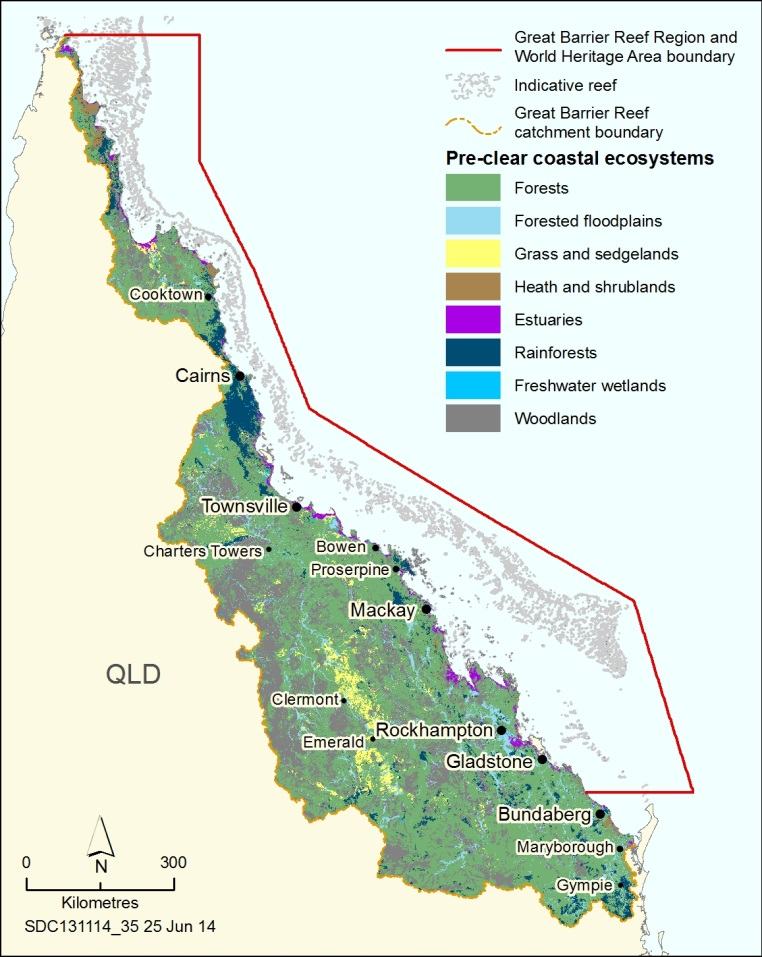 Great Barrier Reef Region and
World Heritage Area boundary
Indicative reef
Great Barrier Reef
catchment boundary
Pre-clear coastal ecosystems
Forests
Forested floodplains
Grass and sedgelands
Heath and shrublands
Estuaries
Rainforests
Freshwater wetlands
Woodlands
Cooktown
Cairns
Townsville
Charters Towers
Bowen
Proserpine
Mackay
QLD
Clermont
Rockhampton
Emerald
Gladstone
Bundaberg
Maryborough
Gympie
0 N 300
Kilometres
SDC131114_35 25 Jun 14